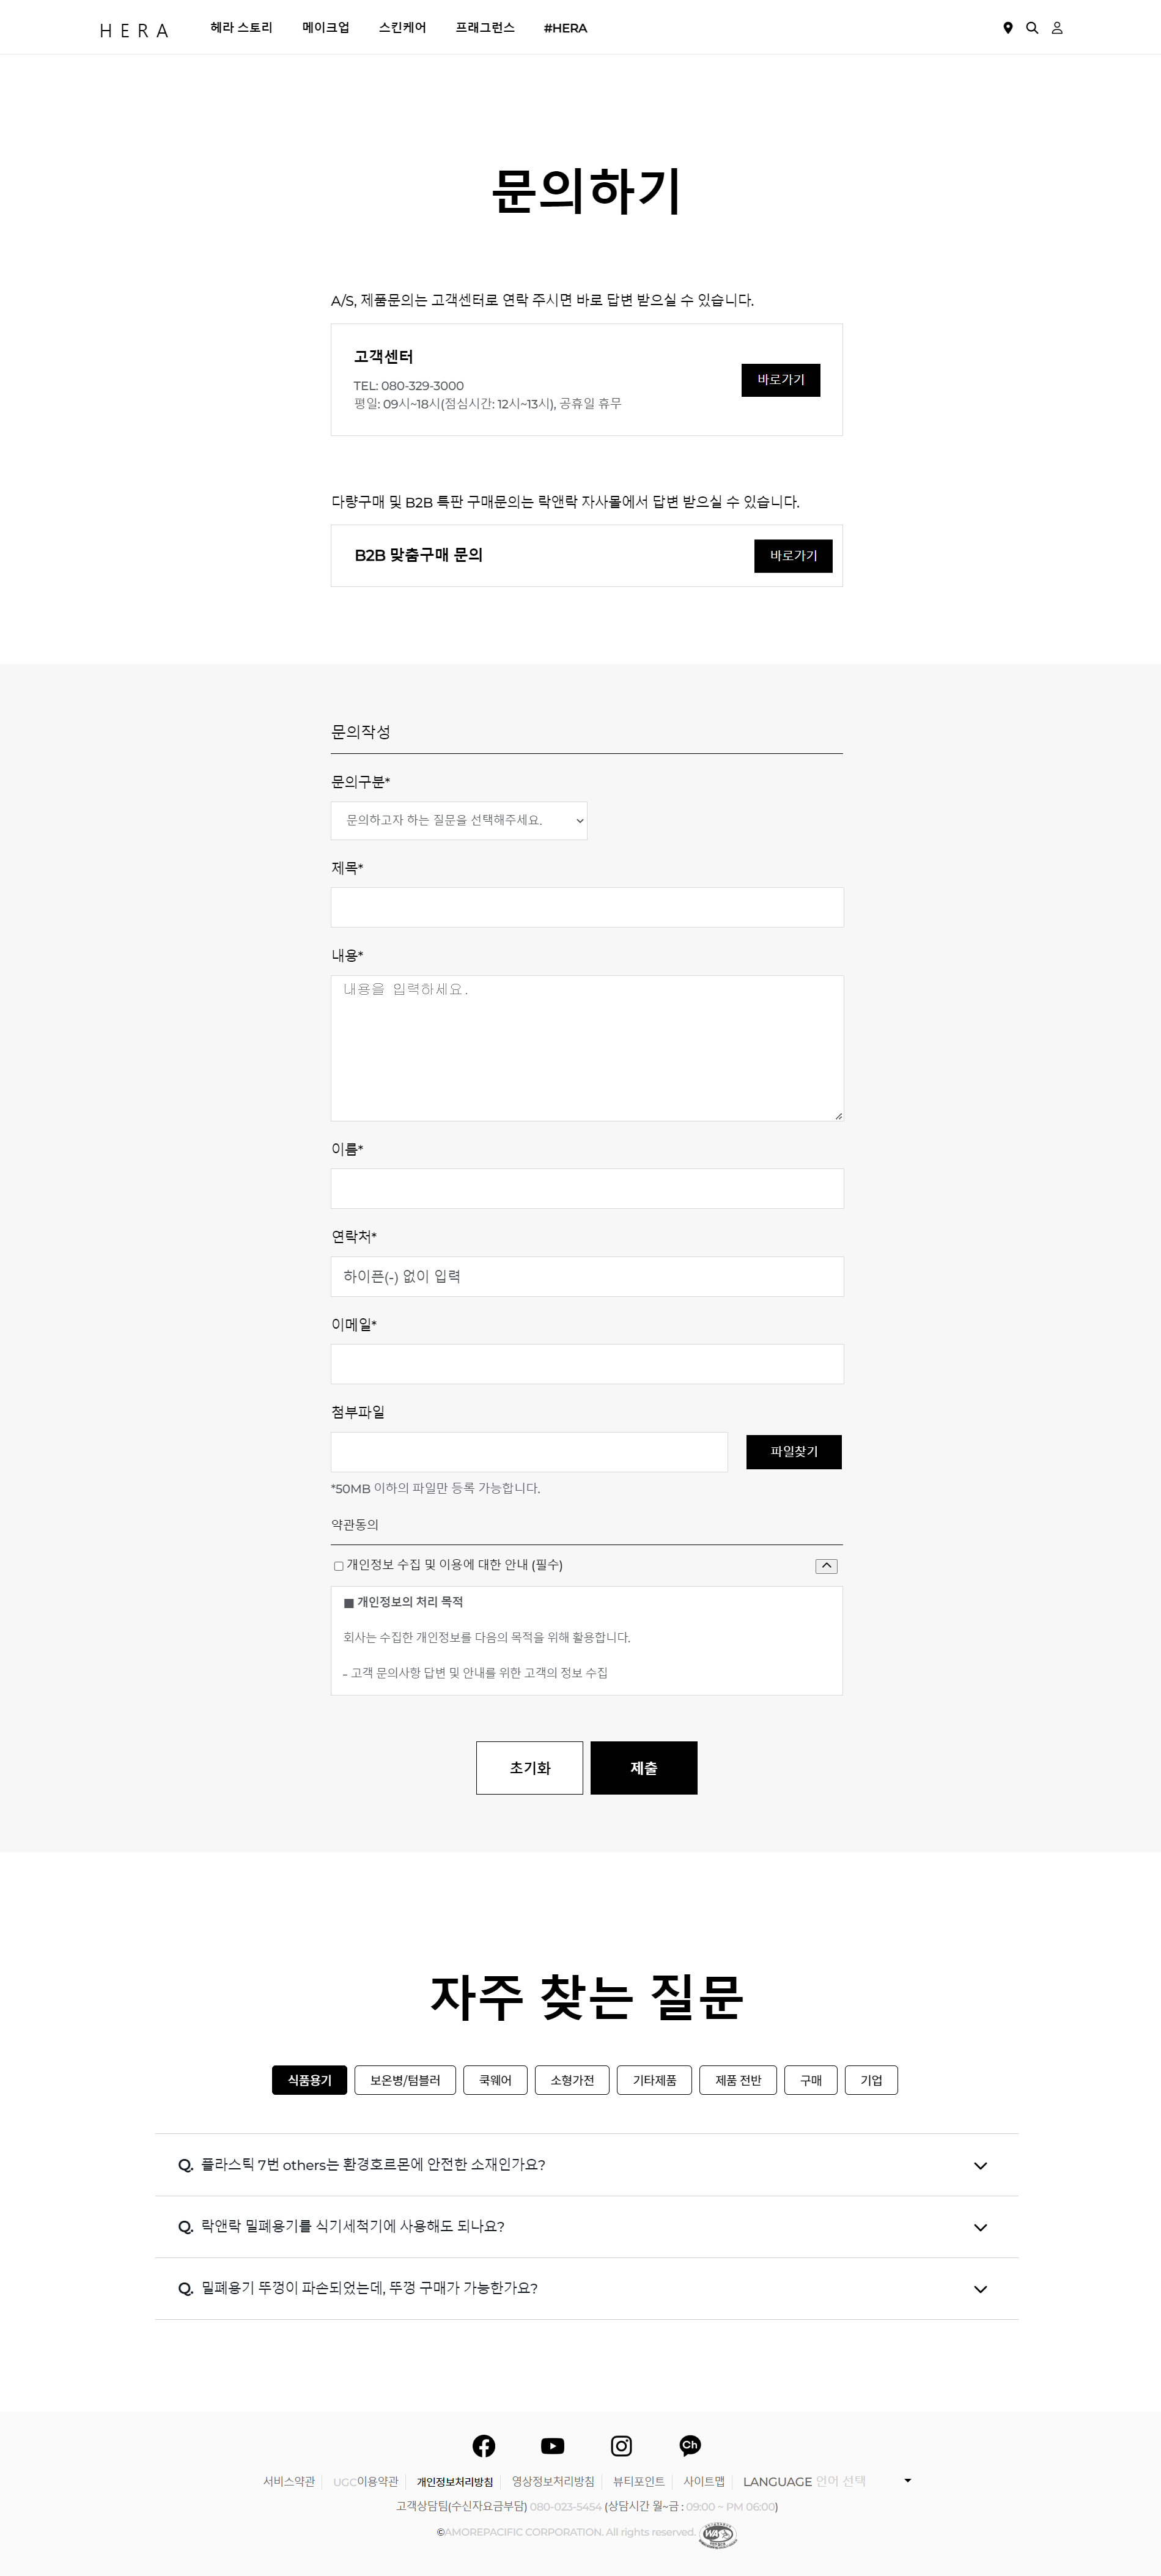 HERA 헤라 스토리 메이크업 스킨케어 프래그런스 #HERA
문의하기
A/S, 제품문의는 고객센터로 연락 주시면 바로 답변 받으실 수 있습니다.
고객센터
TEL: 080-329-3000
평일: 09시~18시(점심시간: 12시~13시), 공휴일 휴무
바로가기
다량구매 및 B2B 특판 구매문의는 락앤락 자사몰에서 답변 받으실 수 있습니다.
B2B 맞춤구매 문의
바로가기
문의작성
문의구분*
문의하고자 하는 질문을 선택해주세요.
제목*
내용*
내용을 입력하세요.
이름*
연락처*
하이픈(-) 없이 입력
이메일*
첨부파일
파일찾기
*50MB 이하의 파일만 등록 가능합니다.
약관동의
개인정보 수집 및 이용에 대한 안내 (필수)
■ 개인정보의 처리 목적
회사는 수집한 개인정보를 다음의 목적을 위해 활용합니다.
- 고객 문의사항 답변 및 안내를 위한 고객의 정보 수집
초기화 제출
자주 찾는 질문
식품용기 보온병/텀블러 쿡웨어 소형가전 기타제품 제품 전반 구매 기업
Q. 플라스틱 7번 others는 환경호르몬에 안전한 소재인가요?
Q. 락앤락 밀폐용기를 식기세척기에 사용해도 되나요?
Q. 밀폐용기 뚜껑이 파손되었는데, 뚜껑 구매가 가능한가요?
Ch
서비스약관 UGC이용약관 개인정보처리방침 영상정보처리방침 뷰티포인트 사이트맵 LANGUAGE 언어 선택
고객상담팀(수신자요금부담) 080-023-5454 (상담시간 월~금 : 09:00 ~ PM 06:00)
©AMOREPACIFIC CORPORATION. All rights reserved. WA